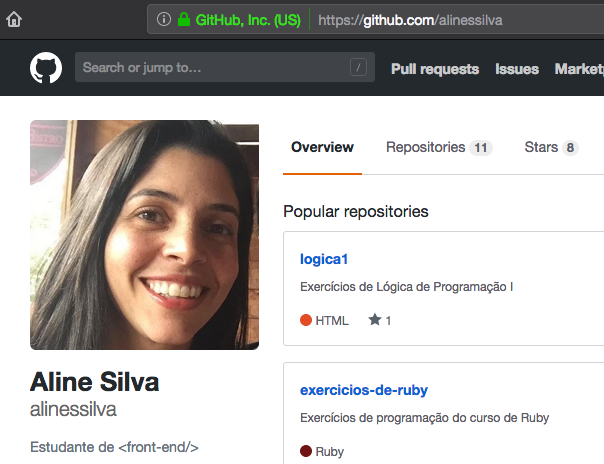 GitHub, Inc. (US) https://github.com/alinessilva
Search or jump to... / Pull requests Issues Marketp
Overview Repositories 11 Stars 8
Popular repositories
logica1
Exercícios de Lógica de Programação I
HTML 1
exercicios-de-ruby
Exercícios de programação do curso de Ruby
Ruby
Aline Silva
alinessilva
Estudante de <front-end/>